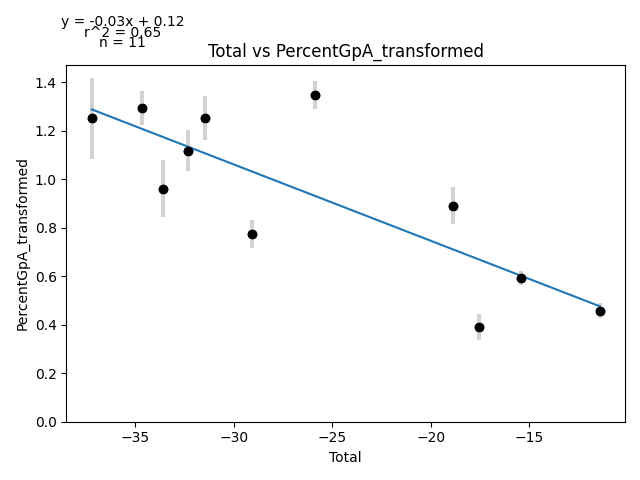 y = -0.03x + 0.12
r^2 = 0.65
n = 11
Total vs PercentGpA_transformed
PercentGpA_transformed
1.4
1.2
1.0
0.8
0.6
0.4
0.2
0.0
−35
−30
−25
−20
−15
Total